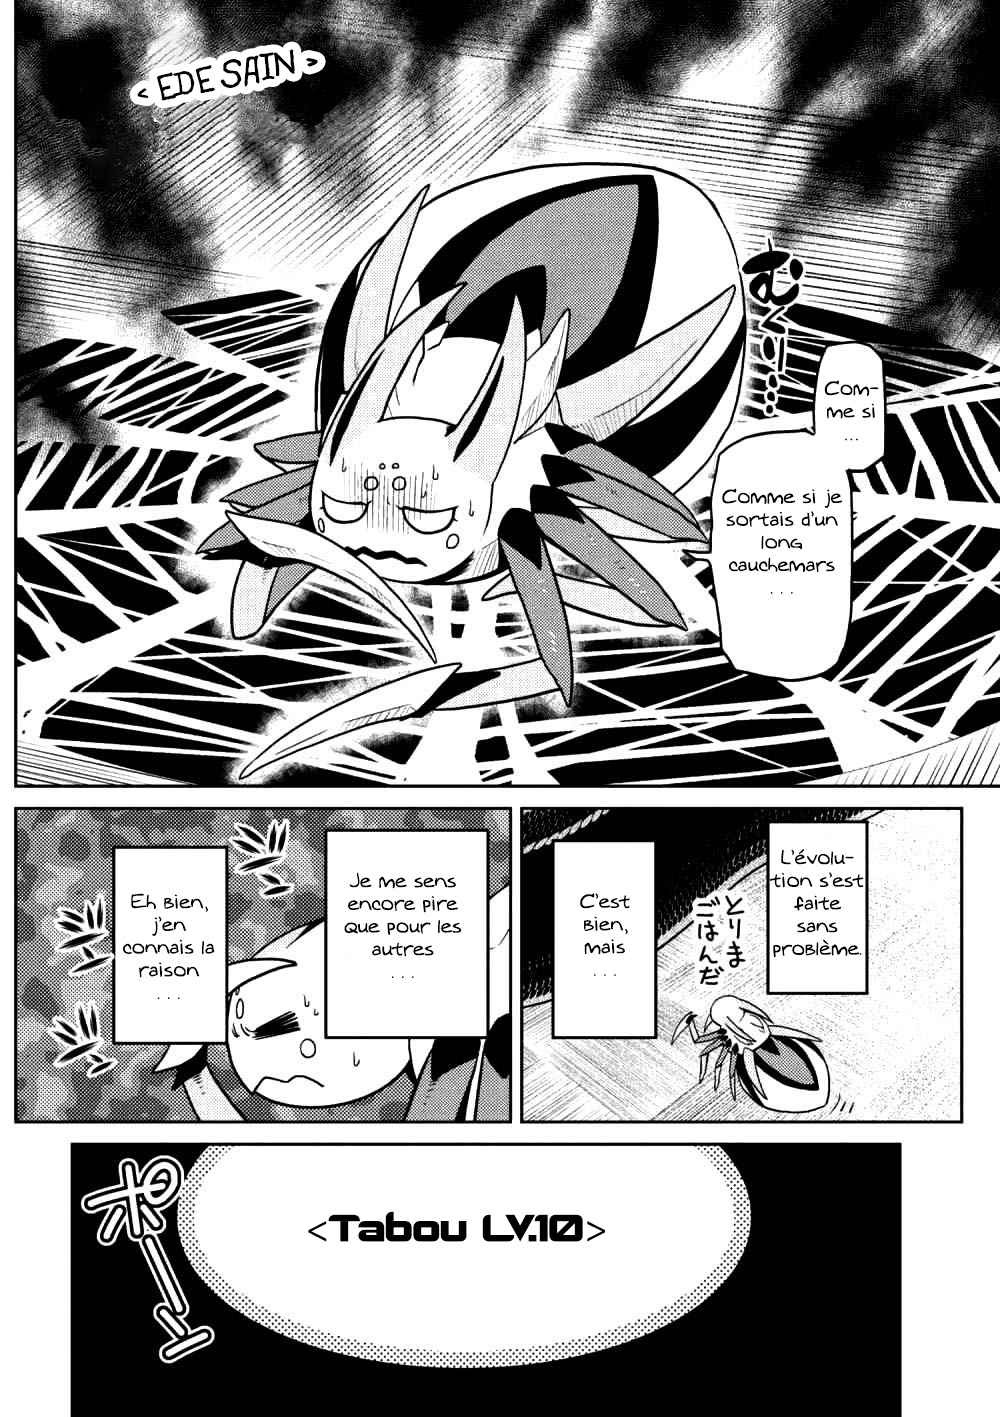 < EDE SAIN >
むくり…
Com-
me si
...
Comme si je
sortais d'un
long
cauchemars
...
L'évolu-
tion s'est
faite
sans
problème.
とりま
ごはんだ
C'est
bien,
mais
...
Je me sens
encore pire
que pour les
autres
...
Eh bien,
j'en
connais la
raison
...
<Tabou LV.10>
ポーン